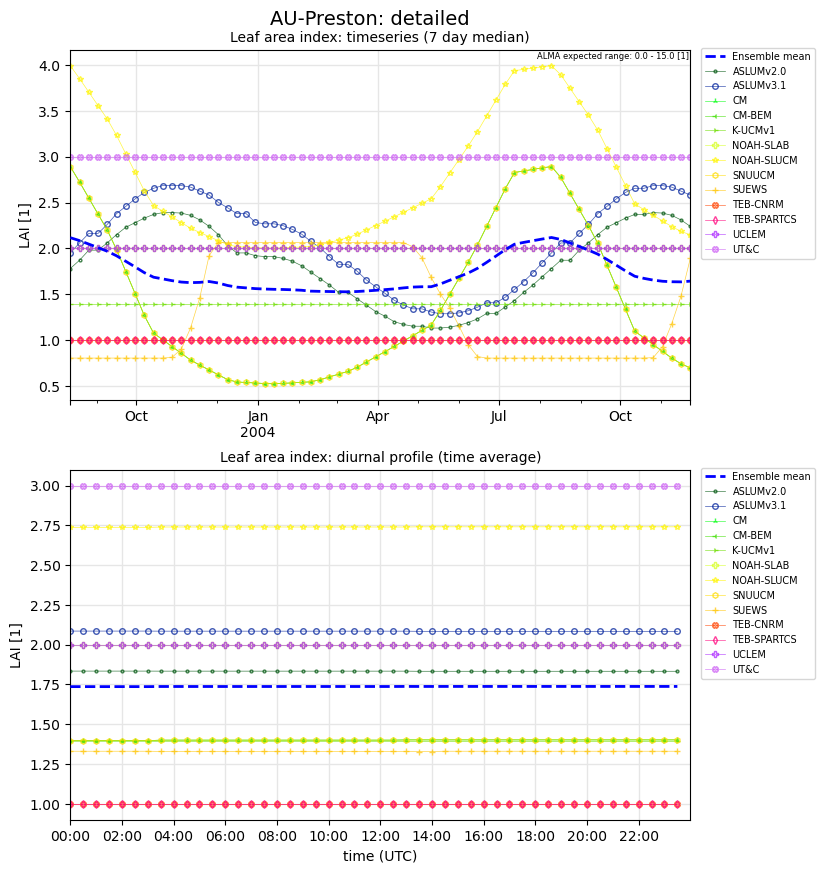 AU-Preston: detailed
Leaf area index: timeseries (7 day median)
ALMA expected range: 0.0 - 15.0 [1]
LAI [1]
4.0
3.5
3.0
2.5
2.0
1.5
1.0
0.5
Oct
Jan
2004
Apr
Jul
Oct
Ensemble mean
ASLUMv2.0
ASLUMv3.1
CM
CM-BEM
K-UCMv1
NOAH-SLAB
NOAH-SLUCM
SNUUCM
SUEWS
TEB-CNRM
TEB-SPARTCS
UCLEM
UT&C
Leaf area index: diurnal profile (time average)
LAI [1]
3.00
2.75
2.50
2.25
2.00
1.75
1.50
1.25
1.00
00:00 02:00 04:00 06:00 08:00 10:00 12:00 14:00 16:00 18:00 20:00 22:00
time (UTC)
Ensemble mean
ASLUMv2.0
ASLUMv3.1
CM
CM-BEM
K-UCMv1
NOAH-SLAB
NOAH-SLUCM
SNUUCM
SUEWS
TEB-CNRM
TEB-SPARTCS
UCLEM
UT&C